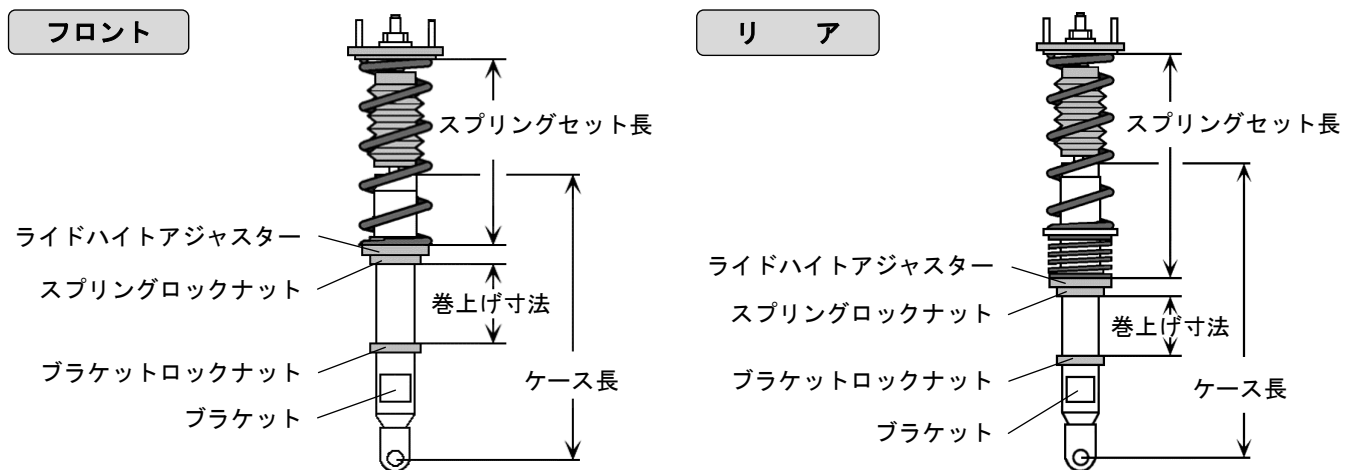 フロント
スプリングセット長
ライドハイトアジャスター
スプリングロックナット
巻上げ寸法
ブラケットロックナット
ケース長
ブラケット
リ ア
スプリングセット長
ライドハイトアジャスター
スプリングロックナット
巻上げ寸法
ブラケットロックナット
ケース長
ブラケット